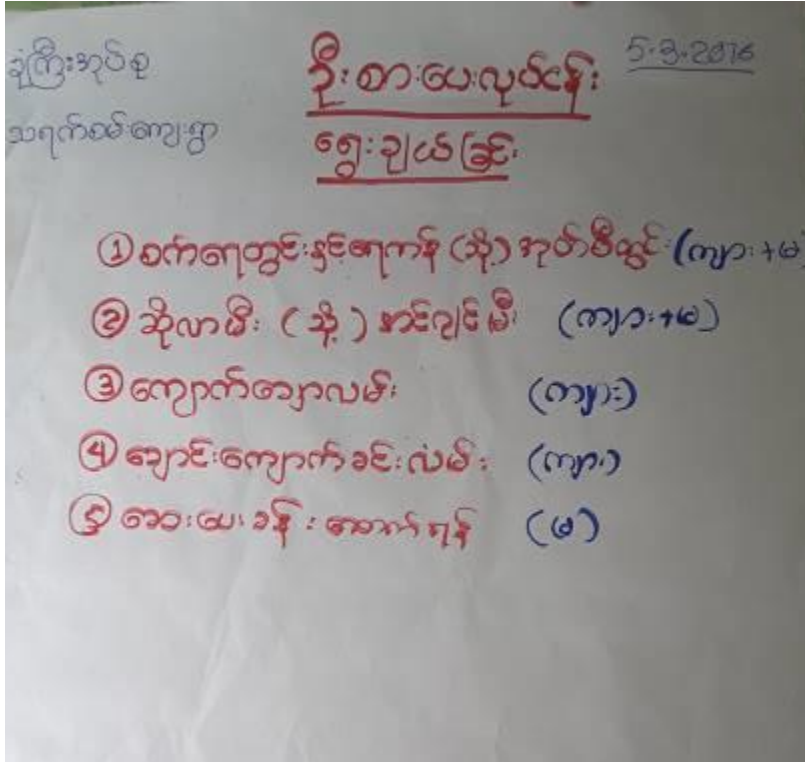 ခုံကြီးအုပ်စု
သရက်စမ်းကျေးရွာ
5.3.2016
ဦးစားပေးလုပ်ငန်း
ရွေးချယ်ခြင်း
① စက်ရေတွင်းနှင့်ရေကန် (သို့) အုတ်စီတွင်း (ကျား+မ)
② ဆိုလာမီး (သို့) အင်ဂျင်မီး (ကျား+မ)
③ ကျောက်ချောလမ်း (ကျား)
④ ချောင်းကျောက်ခင်းလမ်း (ကျား)
⑤ ဆေးပေးခန်းဆောက်ရန် (မ)